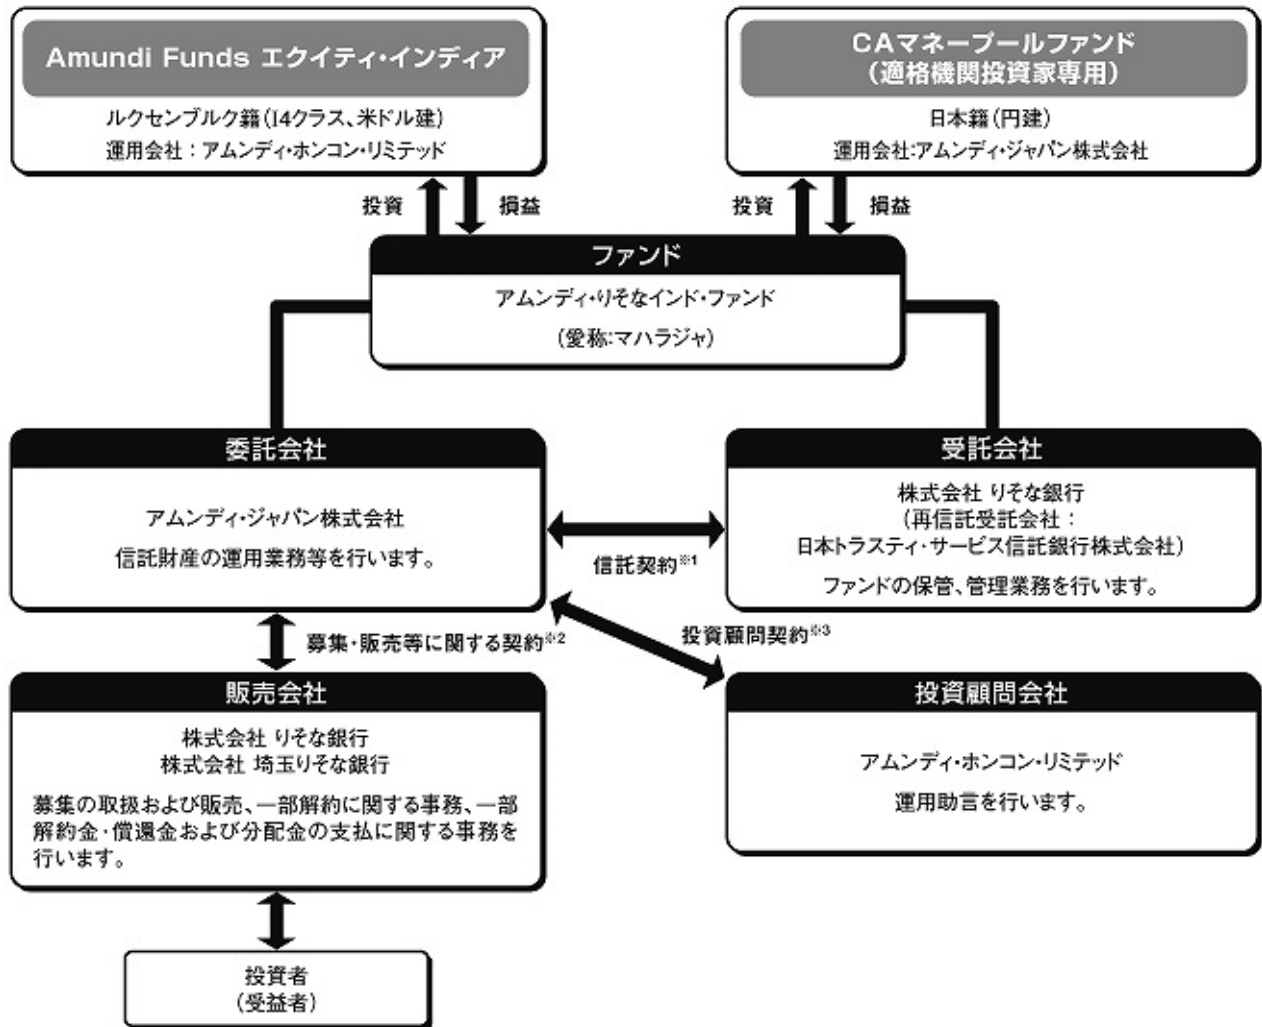 Amundi Funds エクイティ・インディア
ルクセンブルク籍(I4クラス、米ドル建)
運用会社：アムンディ・ホンコン・リミテッド
CAマネープールファンド
(適格機関投資家専用)
日本籍(円建)
運用会社:アムンディ・ジャパン株式会社
投資
損益
投資
損益
ファンド
アムンディ・りそなインド・ファンド
(愛称:マハラジャ)
委託会社
アムンディ・ジャパン株式会社
信託財産の運用業務等を行います。
信託契約※1
受託会社
株式会社 りそな銀行
(再信託受託会社：
日本トラスティ・サービス信託銀行株式会社)
ファンドの保管、管理業務を行います。
募集・販売等に関する契約※2
投資顧問契約※3
販売会社
株式会社 りそな銀行
株式会社 埼玉りそな銀行
募集の取扱および販売、一部解約に関する事務、一部
解約金・償還金および分配金の支払に関する事務を
行います。
投資顧問会社
アムンディ・ホンコン・リミテッド
運用助言を行います。
投資者
(受益者)